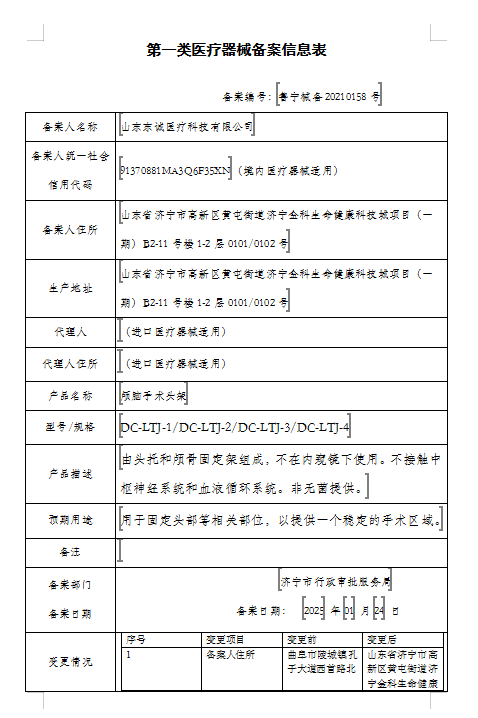 第一类医疗器械备案信息表
备案编号：鲁宁械备20210158号
备案人名称 山东东诚医疗科技有限公司
备案人统一社会
信用代码
91370881MA3Q6F35XN（境内医疗器械适用）
备案人住所
山东省济宁市高新区黄屯街道济宁金科生命健康科技城项目（一
期）B2-11号楼1-2层0101/0102号
生产地址
山东省济宁市高新区黄屯街道济宁金科生命健康科技城项目（一
期）B2-11号楼1-2层0101/0102号
代理人 （进口医疗器械适用）
代理人住所 （进口医疗器械适用）
产品名称 颅脑手术头架
型号/规格 DC-LTJ-1/DC-LTJ-2/DC-LTJ-3/DC-LTJ-4
产品描述
由头托和颅骨固定架组成，不在内窥镜下使用。不接触中
枢神经系统和血液循环系统。非无菌提供。
预期用途 用于固定头部等相关部位，以提供一个稳定的手术区域。
备注
备案部门
备案日期
济宁市行政审批服务局
备案日期： 2025 年 01 月 24 日
变更情况
序号 变更项目 变更前 变更后
1 备案人住所 曲阜市陵城镇孔 山东省济宁市高
子大道西首路北 新区黄屯街道济
宁金科生命健康